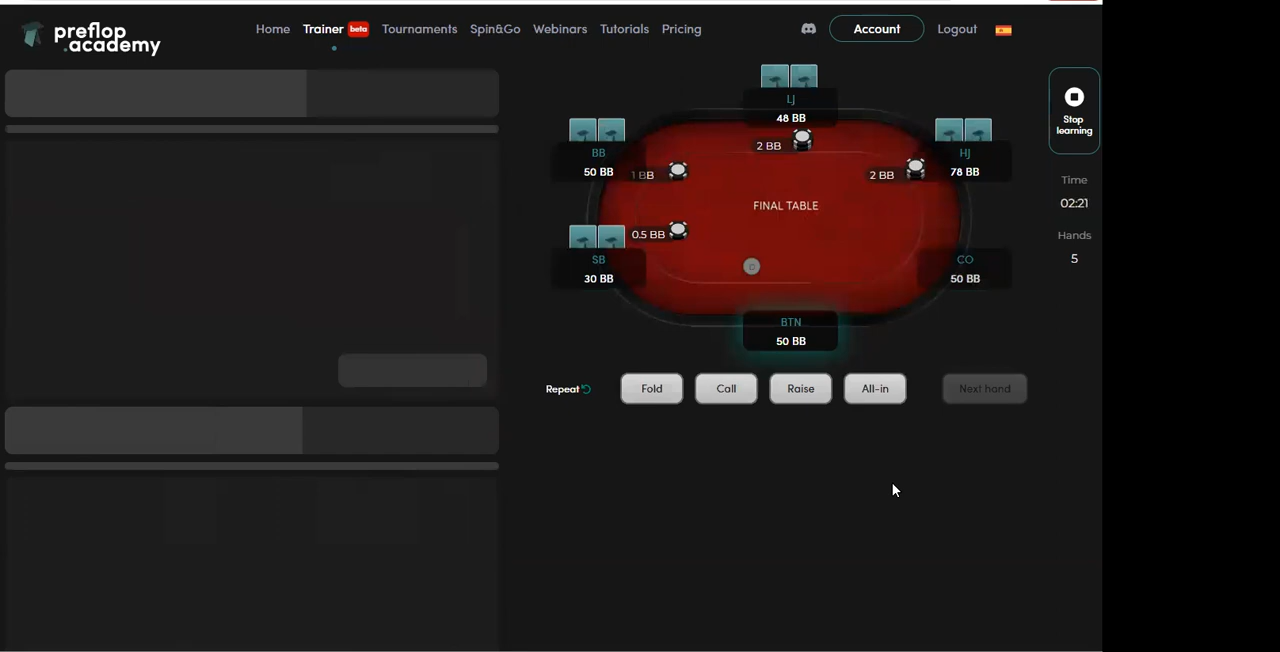 preflop
.academy
Home Trainer beta Tournaments Spin&Go Webinars Tutorials Pricing Account Logout
LJ
48 BB
2 BB
BB
50 BB
1 BB
HJ
78 BB
2 BB
FINAL TABLE
SB
30 BB
0.5 BB
D
CO
50 BB
BTN
50 BB
Repeat Fold Call Raise All-in Next hand
Stop
learning
Time
02:21
Hands
5